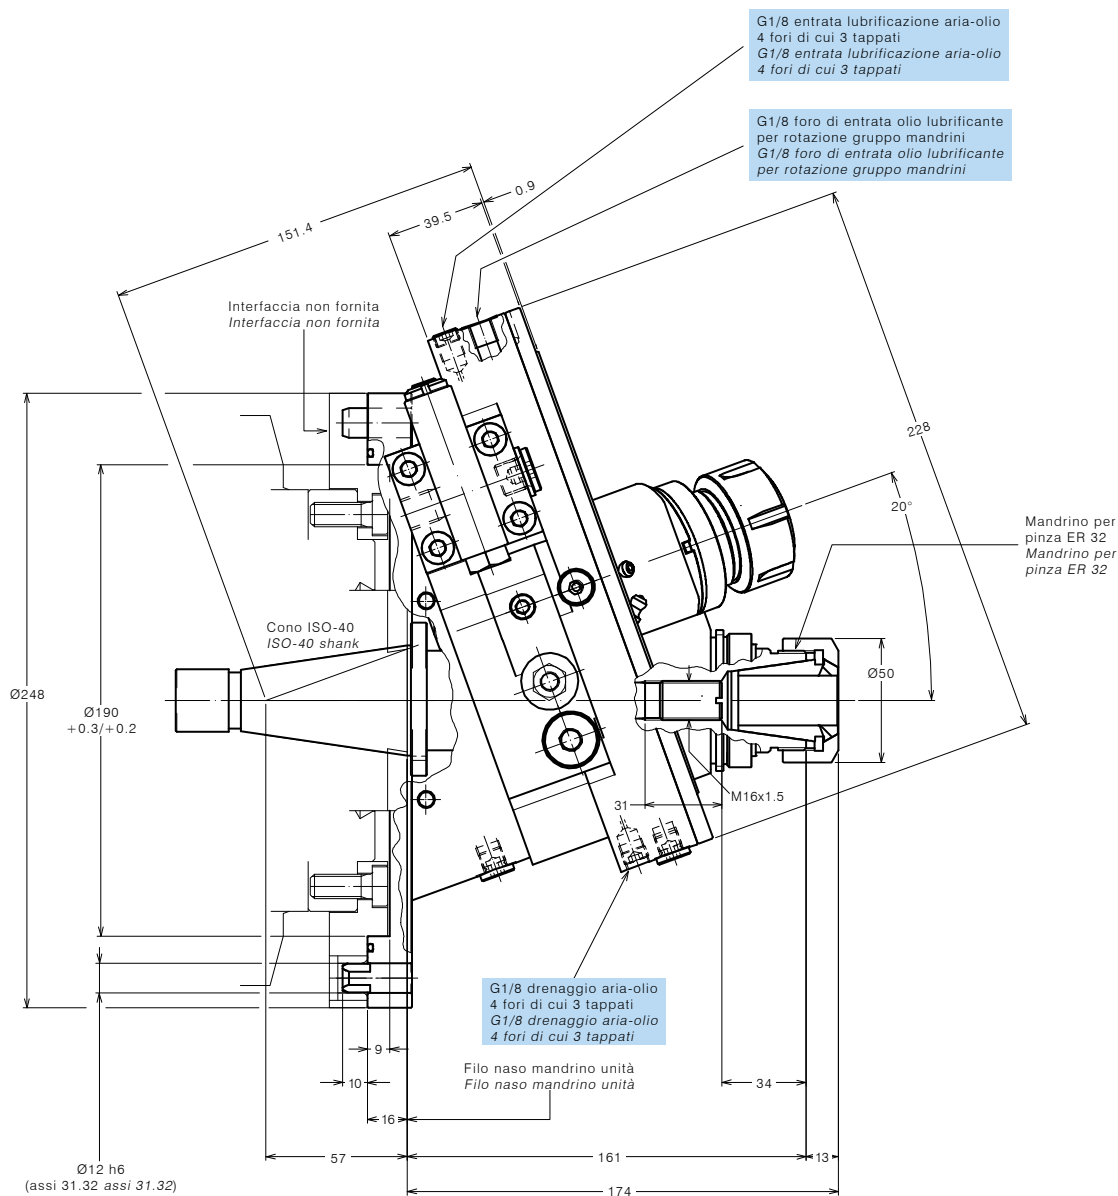 G1/8 entrata lubrificazione aria-olio
4 fori di cui 3 tappati
G1/8 entrata lubrificazione aria-olio
4 fori di cui 3 tappati
G1/8 foro di entrata olio lubrificante
per rotazione gruppo mandrini
G1/8 foro di entrata olio lubrificante
per rotazione gruppo mandrini
0.9
39.5
151.4
Interfaccia non fornita
Interfaccia non fornita
228
20°
Mandrino per
pinza ER 32
Mandrino per
pinza ER 32
Cono ISO-40
ISO-40 shank
Ø248
Ø190
+0.3/+0.2
Ø50
M16x1.5
31
G1/8 drenaggio aria-olio
4 fori di cui 3 tappati
G1/8 drenaggio aria-olio
4 fori di cui 3 tappati
9
Filo naso mandrino unità
Filo naso mandrino unità
10
34
16
57
161
13
Ø12 h6
(assi 31.32 assi 31.32)
174